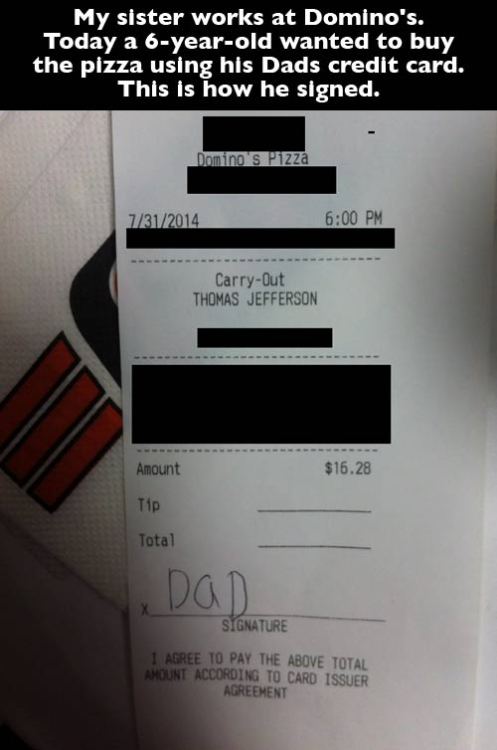 My sister works at Domino's.
Today a 6-year-old wanted to buy
the pizza using his Dads credit card.
This is how he signed.
-
Domino's Pizza
7/31/2014 6:00 PM
Carry-Out
THOMAS JEFFERSON
Amount $16.28
Tip
Total
X DaD
SIGNATURE
I AGREE TO PAY THE ABOVE TOTAL
AMOUNT ACCORDING TO CARD ISSUER
AGREEMENT